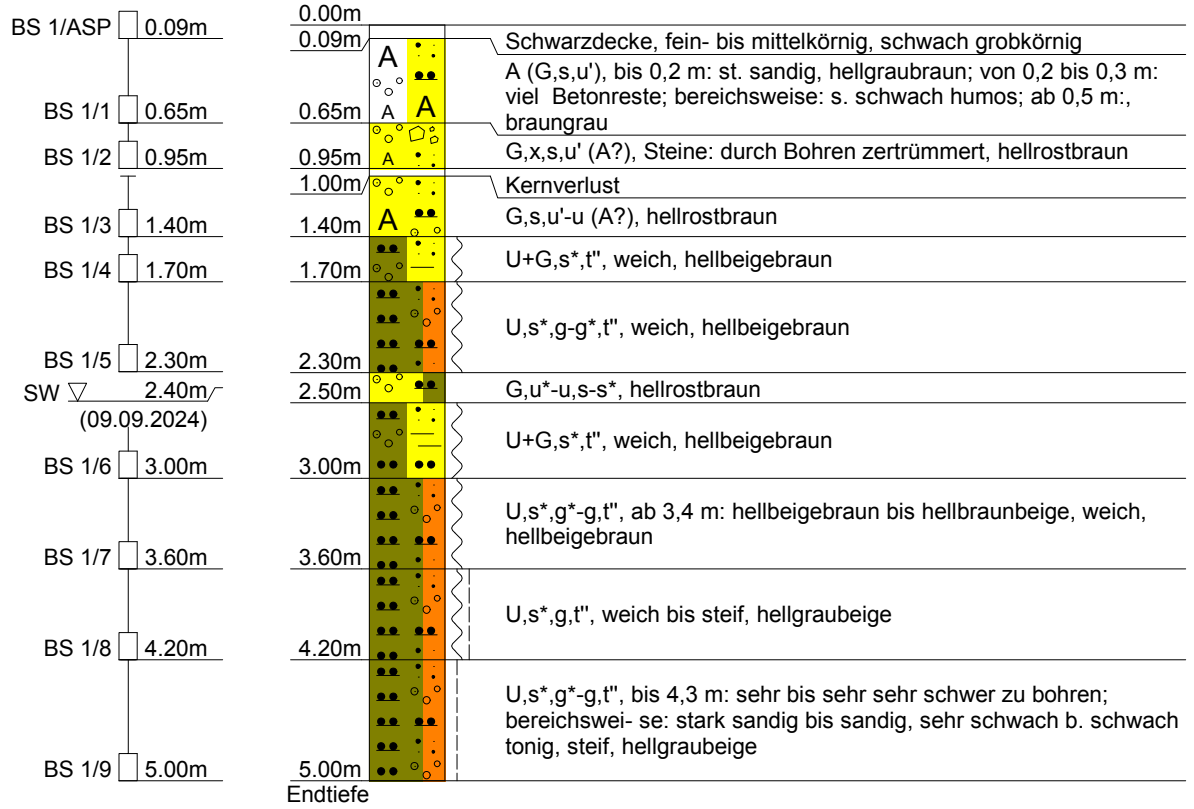 0.00m
BS 1/ASP 0.09m 0.09m Schwarzdecke, fein- bis mittelkörnig, schwach grobkörnig
A
A (G,s,u'), bis 0,2 m: st. sandig, hellgraubraun; von 0,2 bis 0,3 m:
viel Betonreste; bereichsweise: s. schwach humos; ab 0,5 m:,
braungrau
A A
BS 1/1 0.65m 0.65m
G,x,s,u' (A?), Steine: durch Bohren zertrümmert, hellrostbraun
BS 1/2 0.95m 0.95m A
1.00m Kernverlust
G,s,u'-u (A?), hellrostbraun
BS 1/3 1.40m 1.40m A
U+G,s*,t'', weich, hellbeigebraun
BS 1/4 1.70m 1.70m
U,s*,g-g*,t'', weich, hellbeigebraun
BS 1/5 2.30m 2.30m
SW 2.40m 2.50m G,u*-u,s-s*, hellrostbraun
(09.09.2024)
U+G,s*,t'', weich, hellbeigebraun
BS 1/6 3.00m 3.00m
U,s*,g*-g,t'', ab 3,4 m: hellbeigebraun bis hellbraunbeige, weich,
hellbeigebraun
BS 1/7 3.60m 3.60m
U,s*,g,t'', weich bis steif, hellgraubeige
BS 1/8 4.20m 4.20m
U,s*,g*-g,t'', bis 4,3 m: sehr bis sehr sehr schwer zu bohren;
bereichswei- se: stark sandig bis sandig, sehr schwach b. schwach
tonig, steif, hellgraubeige
BS 1/9 5.00m 5.00m
Endtiefe